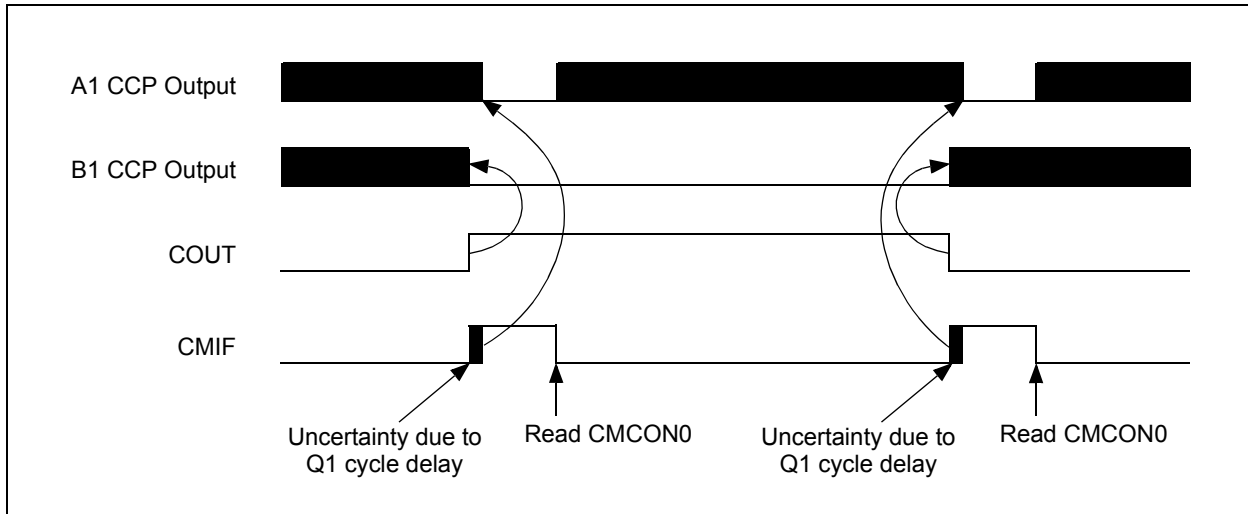 A1 CCP Output
B1 CCP Output
COUT
CMIF
Uncertainty due to
Q1 cycle delay
Read CMCON0
Uncertainty due to
Q1 cycle delay
Read CMCON0